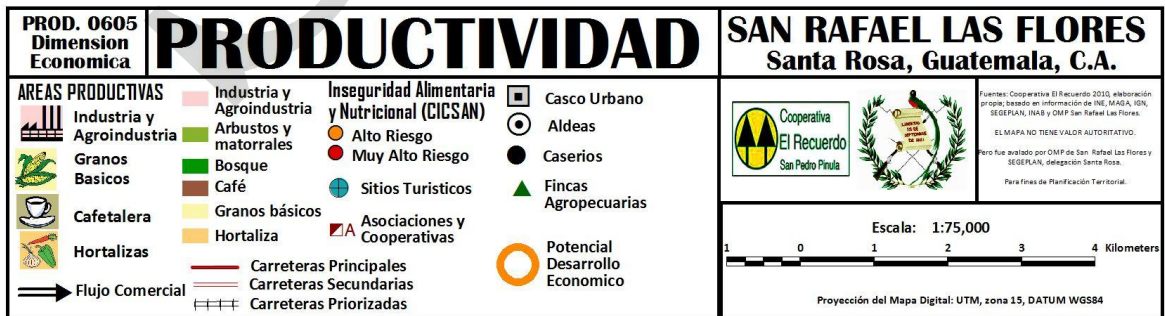 PROD. 0605
Dimension
Economica
PRODUCTIVIDAD
SAN RAFAEL LAS FLORES
Santa Rosa, Guatemala, C.A.
AREAS PRODUCTIVAS
Industria y
Agroindustria
Granos
Basicos
Cafetalera
Hortalizas
Flujo Comercial
Industria y
Agroindustria
Arbustos y
matorrales
Bosque
Café
Granos básicos
Hortaliza
Carreteras Principales
Carreteras Secundarias
Carreteras Priorizadas
Inseguridad Alimentaria
y Nutricional (CICSAN)
Alto Riesgo
Muy Alto Riesgo
Sitios Turisticos
A
Asociaciones y
Cooperativas
Casco Urbano
Aldeas
Caserios
Fincas
Agropecuarias
Potencial
Desarrollo
Economico
Cooperativa
El Recuerdo
San Pedro Pinula
LIBERTAD
15 DE
SEPTIEMBRE
DE 1821
Fuentes: Cooperativa El Recuerdo 2010, elaboración
propia; basado en información de INE, MAGA, IGN,
SEGEPLAN, INAB y OMP San Rafael Las Flores.
EL MAPA NO TIENE VALOR AUTORITATIVO.
Pero fue avalado por OMP de San Rafael Las Flores y
SEGEPLAN, delegación Santa Rosa.
Para fines de Planificación Territorial.
Escala: 1:75,000
1 0 1 2 3 4 Kilometers
Proyección del Mapa Digital: UTM, zona 15, DATUM WGS84